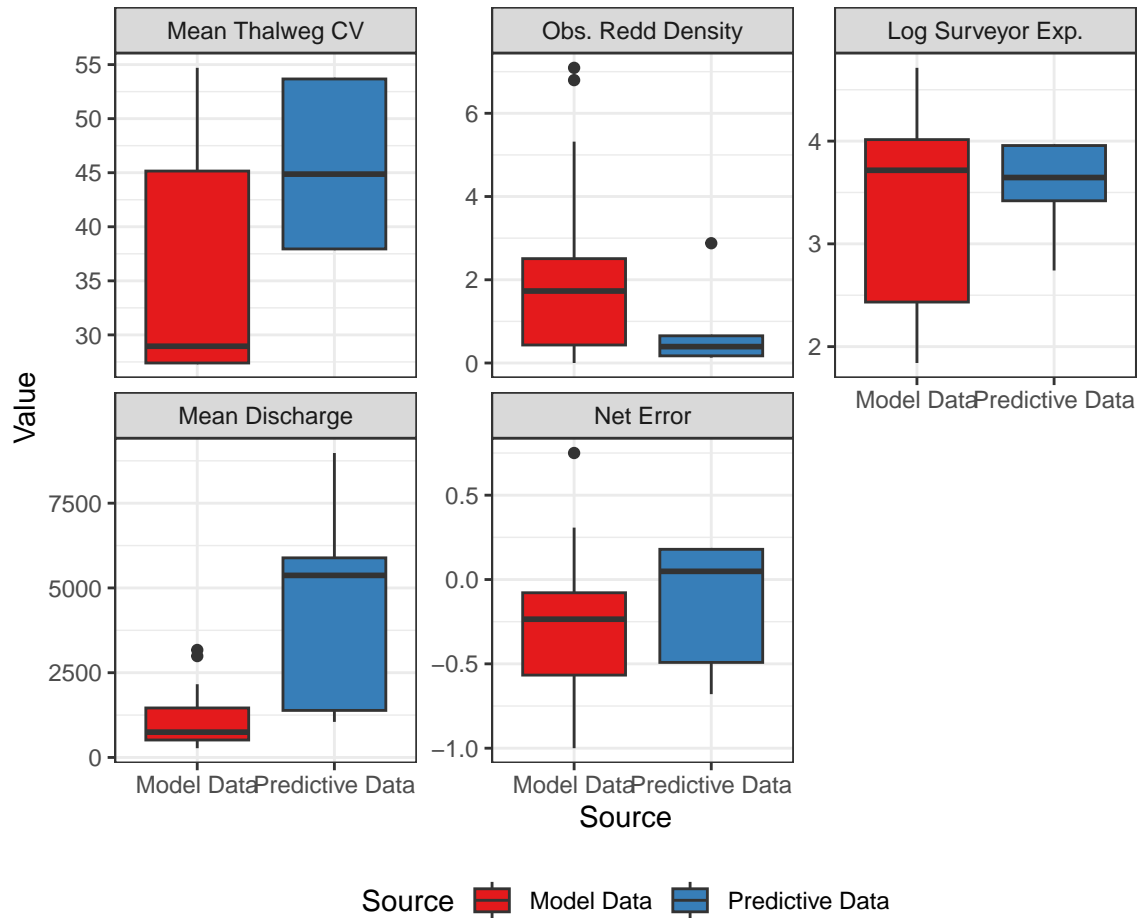 Mean Thalweg CV
Obs. Redd Density
Log Surveyor Exp.
55
50
45
40
35
30
6
4
2
0
4
3
2
Model Data Predictive Data
Mean Discharge
Net Error
Value
7500
5000
2500
0
0.5
0.0
−0.5
−1.0
Model Data Predictive Data
Model Data Predictive Data
Source
Source Model Data Predictive Data